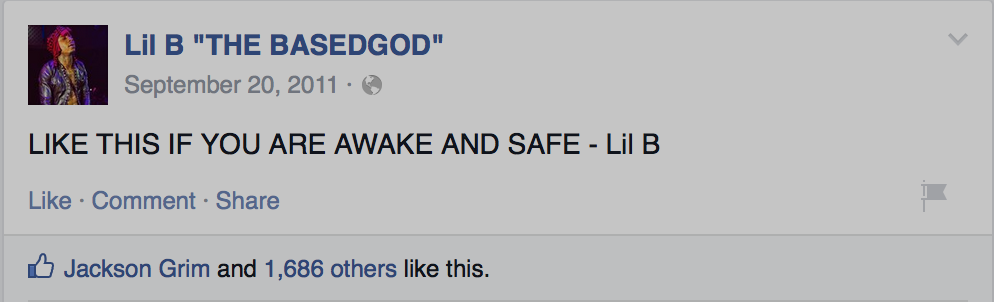 Lil B "THE BASEDGOD"
September 20, 2011 ·
LIKE THIS IF YOU ARE AWAKE AND SAFE - Lil B
Like · Comment · Share
Jackson Grim and 1,686 others like this.